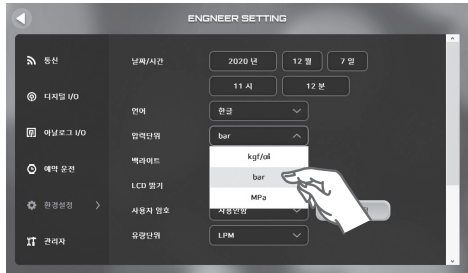 ENGNEER SETTING
통신
디지털 I/O
아날로그 I/O
예약 운전
환경설정
관리자
날짜/시간
2020 년
12 월
7 일
11 시
12 분
언어
한글
압력단위
bar
kgf/㎠
bar
MPa
백라이트
LCD 밝기
사용자 암호
사용안함
유량단위
LPM